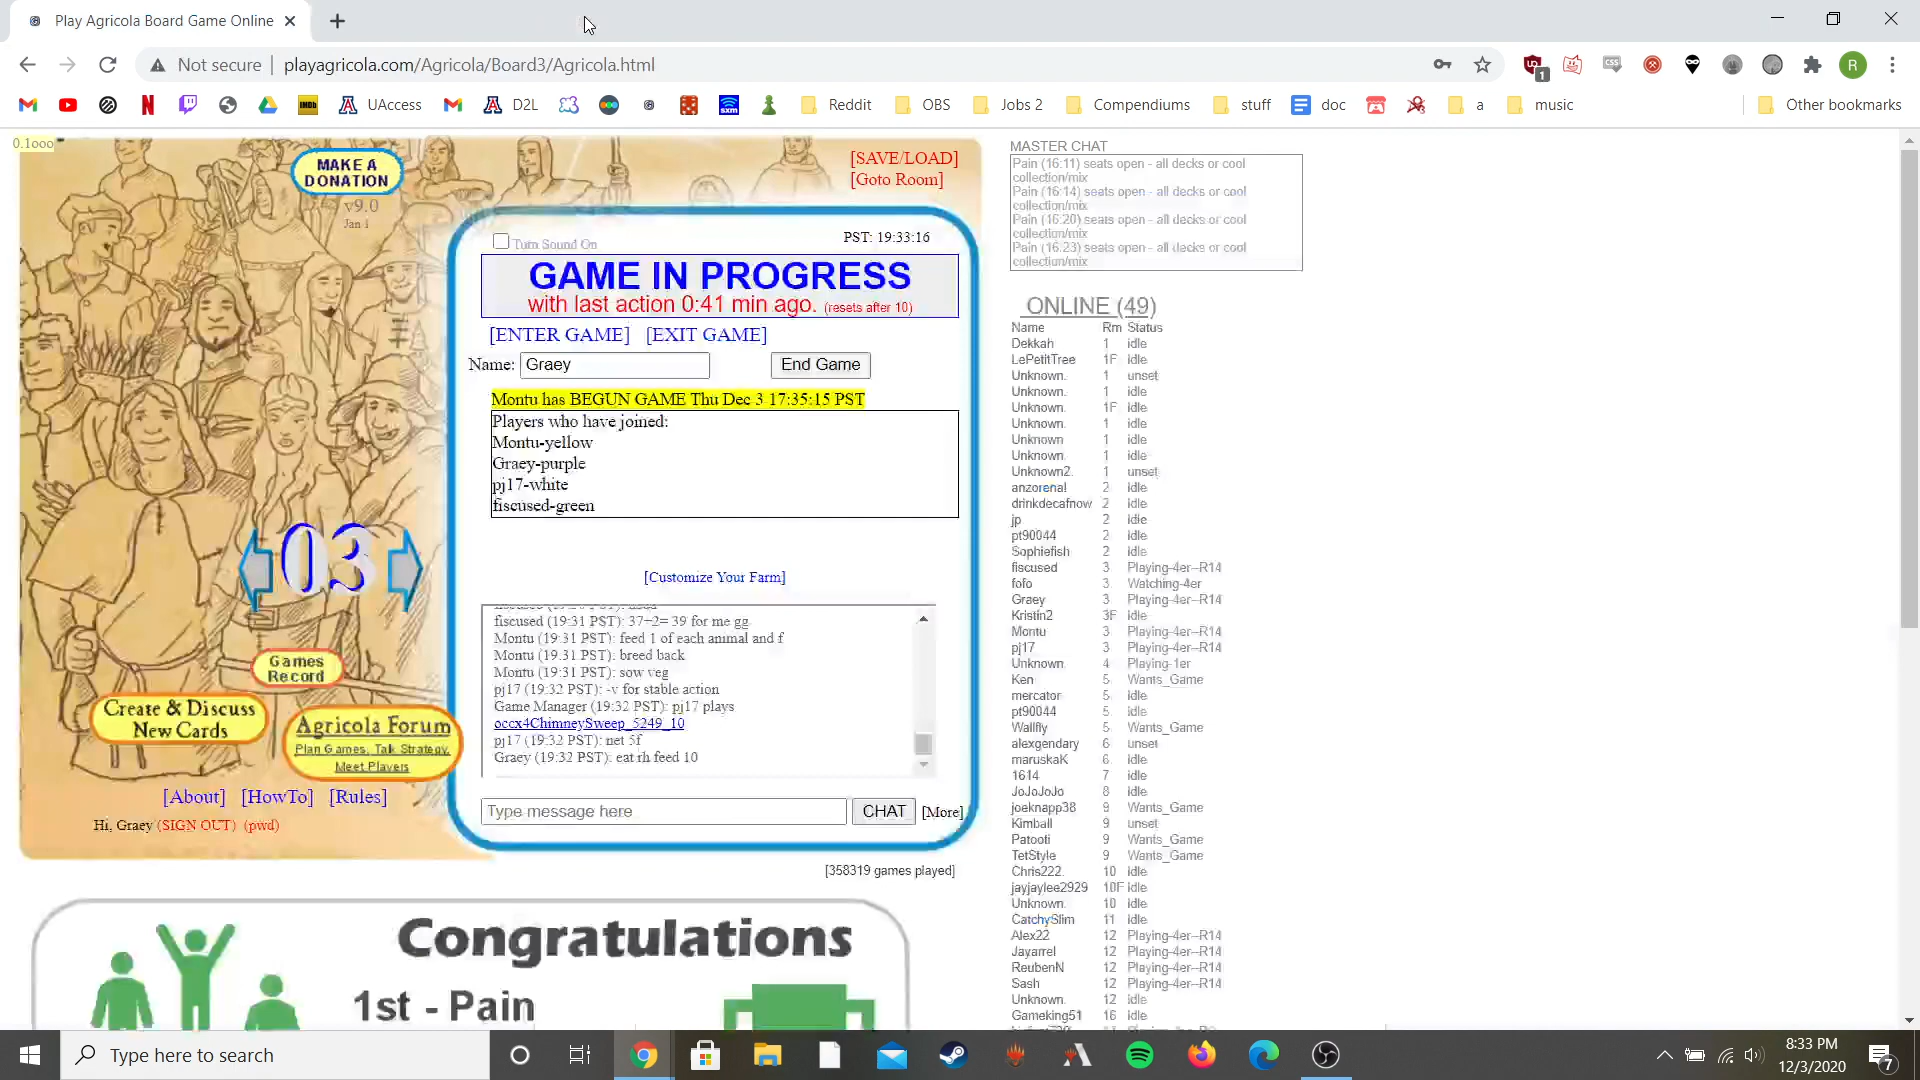 Play Agricola Board Game Online
Not secure
playagricola.com/Agricola/Board3/Agricola.html
1
R
UAccess
D2L
Reddit
OBS
Jobs 2
Compendiums
stuff
doc
a
music
Other bookmarks
0.1ooo
MAKE A
DONATION
v9.0
Jan 1
[SAVE/LOAD]
[Goto Room]
Turn Sound On
PST: 19:33:16
GAME IN PROGRESS
with last action 0:41 min ago. (resets after 10)
[ENTER GAME] [EXIT GAME]
Name: Graey
End Game
Montu has BEGUN GAME Thu Dec 3 17:35:15 PST
Players who have joined:
Montu-yellow
Graey-purple
pj17-white
fiscused-green
03
[Customize Your Farm]
fiscused (19:31 PST): 37+2= 39 for me gg
Montu (19:31 PST): feed 1 of each animal and f
Montu (19:31 PST): breed back
Montu (19:31 PST): sow veg
pj17 (19:32 PST): -v for stable action
Game Manager (19:32 PST): pj17 plays
occx4ChimneySweep_5249_10
pj17 (19:32 PST): net 5f
Graey (19:32 PST): eat rh feed 10
Type message here
CHAT
[More]
Games
Record
Create & Discuss
New Cards
Agricola Forum
Plan Games, Talk Strategy,
Meet Players
[About] [HowTo] [Rules]
Hi, Graey (SIGN OUT) (pwd)
[358319 games played]
Congratulations
1st - Pain
MASTER CHAT
Pain (16:11) seats open - all decks or cool
collection/mix
Pain (16:14) seats open - all decks or cool
collection/mix
Pain (16:20) seats open - all decks or cool
collection/mix
Pain (16:23) seats open - all decks or cool
collection/mix
ONLINE (49)
Name Rm Status
Dekkah 1 idle
LePetitTree 1F idle
Unknown. 1 unset
Unknown. 1 idle
Unknown. 1F idle
Unknown. 1 idle
Unknown 1 idle
Unknown. 1 idle
Unknown2. 1 unset
anzorenal 2 idle
drinkdecafnow 2 idle
jp 2 idle
pt90044 2 idle
Sophiefish 2 idle
fiscused 3 Playing-4er--R14
fofo 3 Watching-4er
Graey 3 Playing-4er--R14
Kristin2 3F idle
Montu 3 Playing-4er--R14
pj17 3 Playing-4er--R14
Unknown 4 Playing-1er
Ken 5 Wants_Game
mercator 5 idle
pt90044 5 idle
Wallfly 5 Wants_Game
alexgendary 6 unset
maruskaK 6 idle
1614 7 idle
JoJoJoJo 8 idle
joeknapp38 9 Wants_Game
Kimball 9 unset
Patooti 9 Wants_Game
TetStyle 9 Wants_Game
Chris222. 10 idle
jayjaylee2929 10F idle
Unknown. 10 idle
CatchySlim 11 idle
Alex22 12 Playing-4er--R14
Jayarrel 12 Playing-4er--R14
ReubenN 12 Playing-4er--R14
Sash 12 Playing-4er--R14
Unknown 12 idle
Gameking51 16 idle
Type here to search
8:33 PM
12/3/2020
7